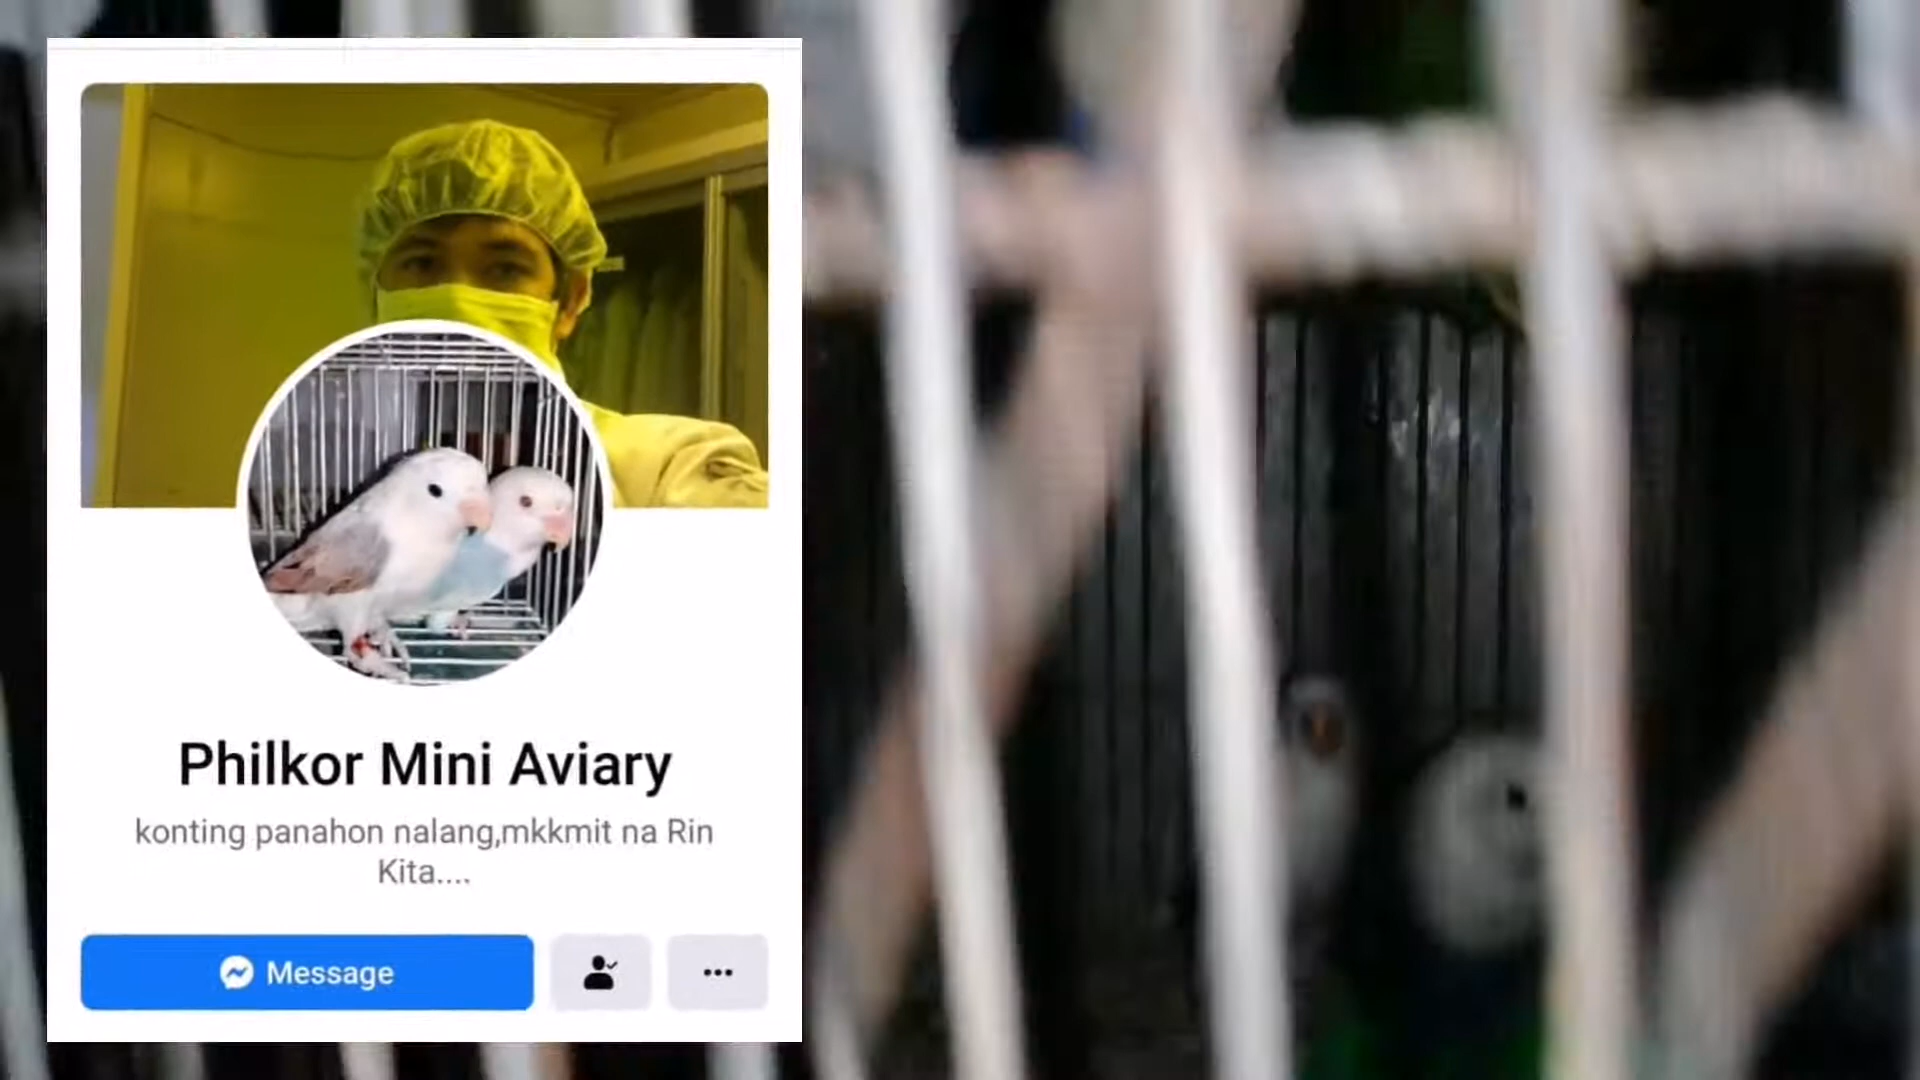 Philkor Mini Aviary
konting panahon nalang,mkkmit na Rin
Kita....
Message